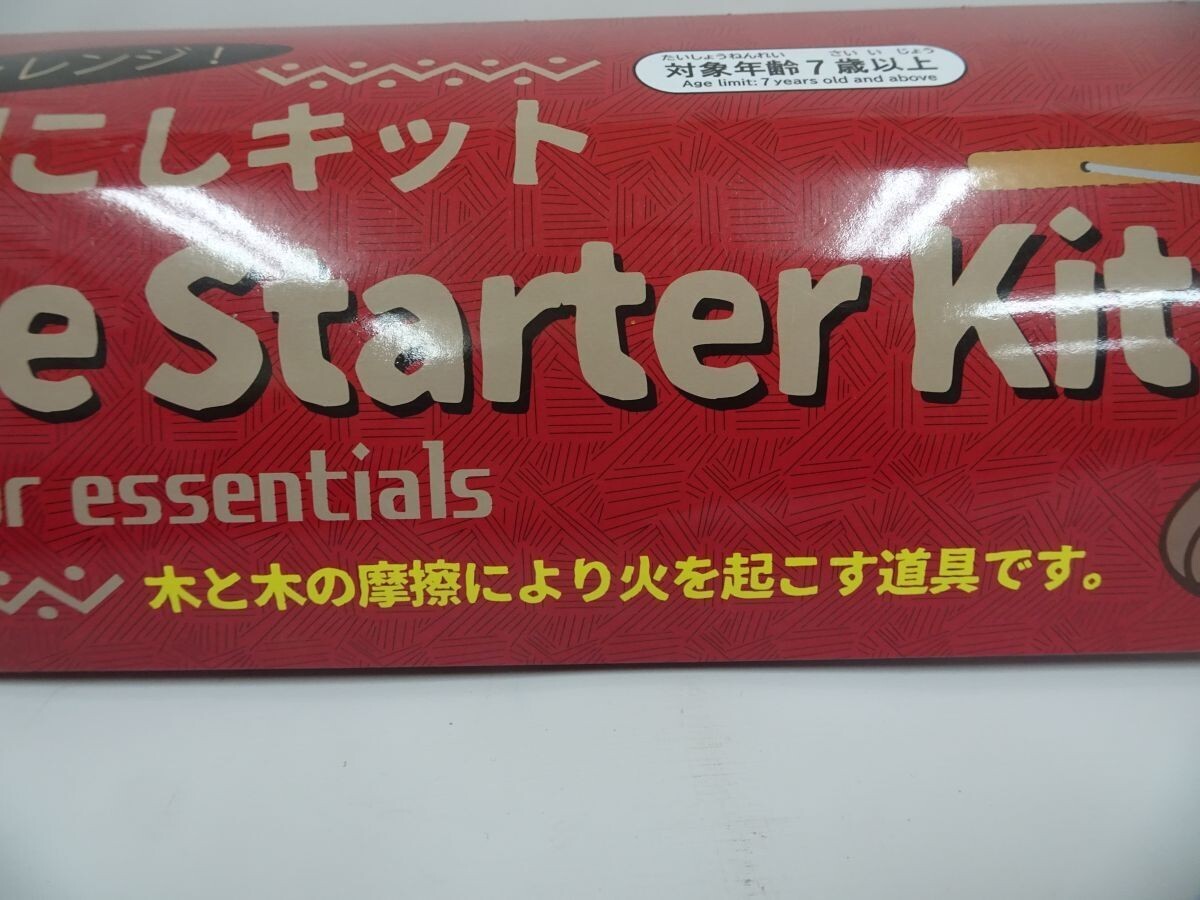 レンジ!
たいしょうねんれい さい い じょう
対象年齢7歳以上
Age limit: 7 years old and above
こしキット
e Starter Kit
or essentials
木と木の摩擦により火を起こす道具です。